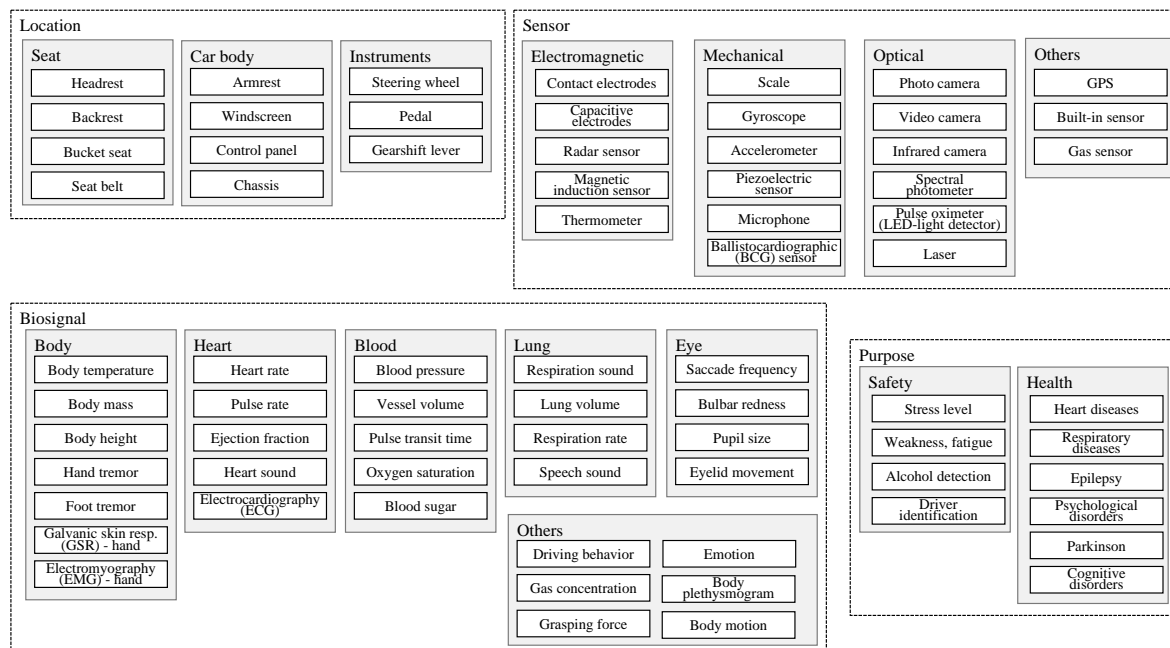 Location
Seat
Headrest
Backrest
Bucket seat
Seat belt
Car body
Armrest
Windscreen
Control panel
Chassis
Instruments
Steering wheel
Pedal
Gearshift lever
Sensor
Electromagnetic
Contact electrodes
Capacitive
electrodes
Radar sensor
Magnetic
induction sensor
Thermometer
Mechanical
Scale
Gyroscope
Accelerometer
Piezoelectric
sensor
Microphone
Ballistocardiographic
(BCG) sensor
Optical
Photo camera
Video camera
Infrared camera
Spectral
photometer
Pulse oximeter
(LED-light detector)
Laser
Others
GPS
Built-in sensor
Gas sensor
Biosignal
Body
Body temperature
Body mass
Body height
Hand tremor
Foot tremor
Galvanic skin resp.
(GSR) - hand
Electromyography
(EMG) - hand
Heart
Heart rate
Pulse rate
Ejection fraction
Heart sound
Electrocardiography
(ECG)
Blood
Blood pressure
Vessel volume
Pulse transit time
Oxygen saturation
Blood sugar
Lung
Respiration sound
Lung volume
Respiration rate
Speech sound
Eye
Saccade frequency
Bulbar redness
Pupil size
Eyelid movement
Others
Driving behavior
Gas concentration
Grasping force
Emotion
Body
plethysmogram
Body motion
Purpose
Safety
Stress level
Weakness, fatigue
Alcohol detection
Driver
identification
Health
Heart diseases
Respiratory
diseases
Epilepsy
Psychological
disorders
Parkinson
Cognitive
disorders